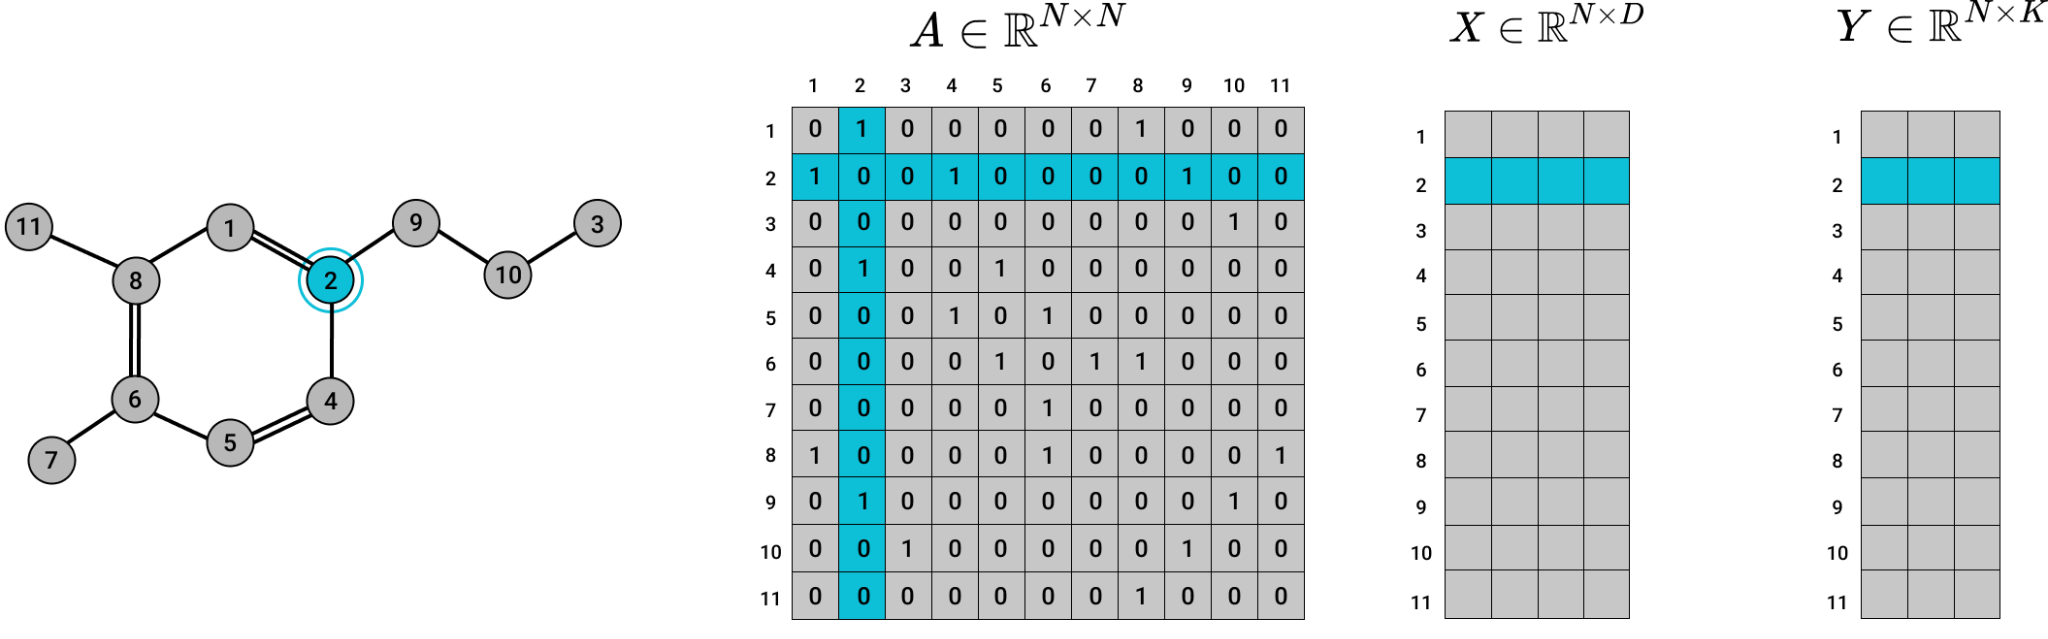 A ∈ ℝ^{N×N}
X ∈ ℝ^{N×D}
Y ∈ ℝ^{N×K}
11
1
2
9
10
3
8
6
4
5
7
1 2 3 4 5 6 7 8 9 10 11
1 0 1 0 0 0 0 0 1 0 0 0
2 1 0 0 1 0 0 0 0 1 0 0
3 0 0 0 0 0 0 0 0 0 1 0
4 0 1 0 0 1 0 0 0 0 0 0
5 0 0 0 1 0 1 0 0 0 0 0
6 0 0 0 0 1 0 1 1 0 0 0
7 0 0 0 0 0 1 0 0 0 0 0
8 1 0 0 0 0 1 0 0 0 0 1
9 0 1 0 0 0 0 0 0 0 1 0
10 0 0 1 0 0 0 0 0 1 0 0
11 0 0 0 0 0 0 0 1 0 0 0
1
2
3
4
5
6
7
8
9
10
11
1
2
3
4
5
6
7
8
9
10
11